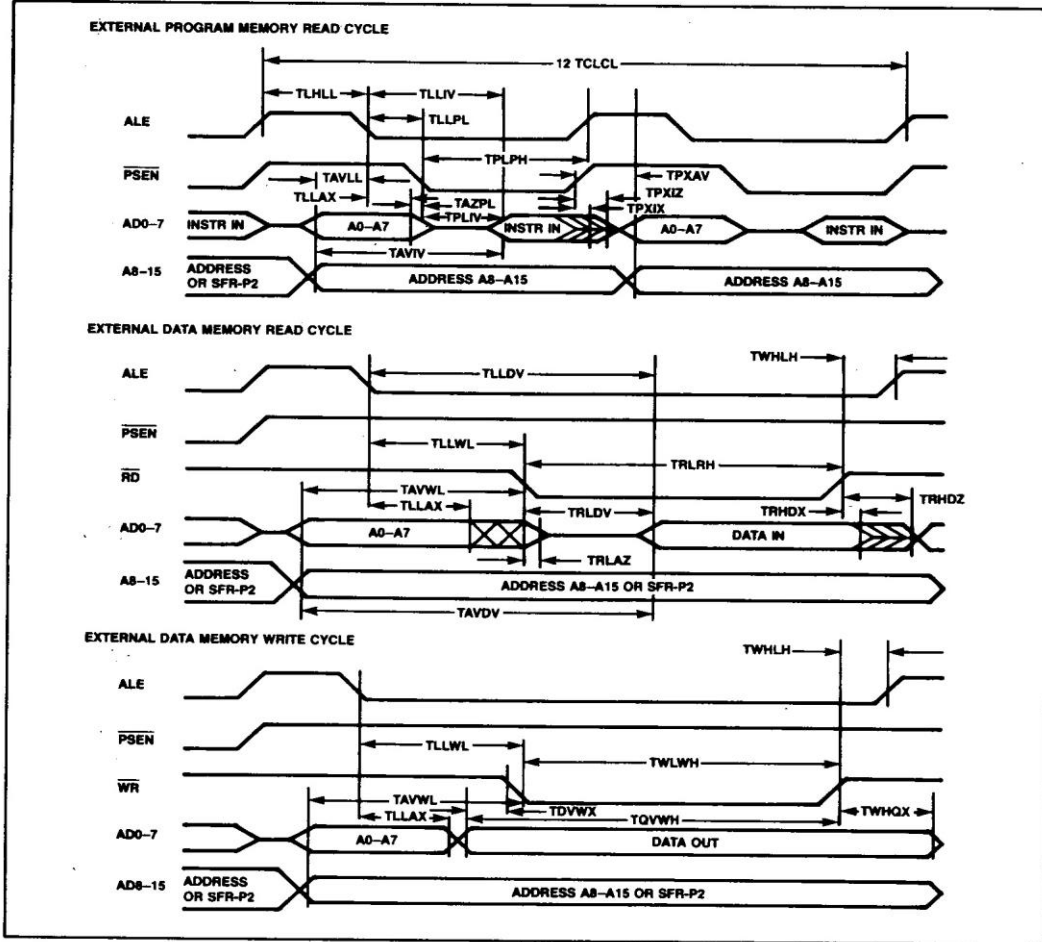 EXTERNAL PROGRAM MEMORY READ CYCLE
12 TCLCL
TLHLL
TLLIV
ALE
TLLPL
TPLPH
PSEN
TAVLL
TPXAV
TLLAX
TAZPL
TPXIZ
TPLIV
TPXIX
AD0–7
INSTR IN
A0–A7
INSTR IN
A0–A7
INSTR IN
TAVIV
A8–15
ADDRESS
OR SFR-P2
ADDRESS A8–A15
ADDRESS A8–A15
EXTERNAL DATA MEMORY READ CYCLE
TWHLH
ALE
TLLDV
PSEN
TLLWL
TRLRH
RD
TAVWL
TRHDZ
TLLAX
TRLDV
TRHDX
AD0–7
A0–A7
DATA IN
TRLAZ
A8–15
ADDRESS
OR SFR-P2
ADDRESS A8–A15 OR SFR-P2
TAVDV
EXTERNAL DATA MEMORY WRITE CYCLE
TWHLH
ALE
PSEN
TLLWL
TWLWH
WR
TAVWL
TDVWX
TWHQX
TLLAX
TQVWH
AD0–7
A0–A7
DATA OUT
AD8–15
ADDRESS
OR SFR-P2
ADDRESS A8–A15 OR SFR-P2